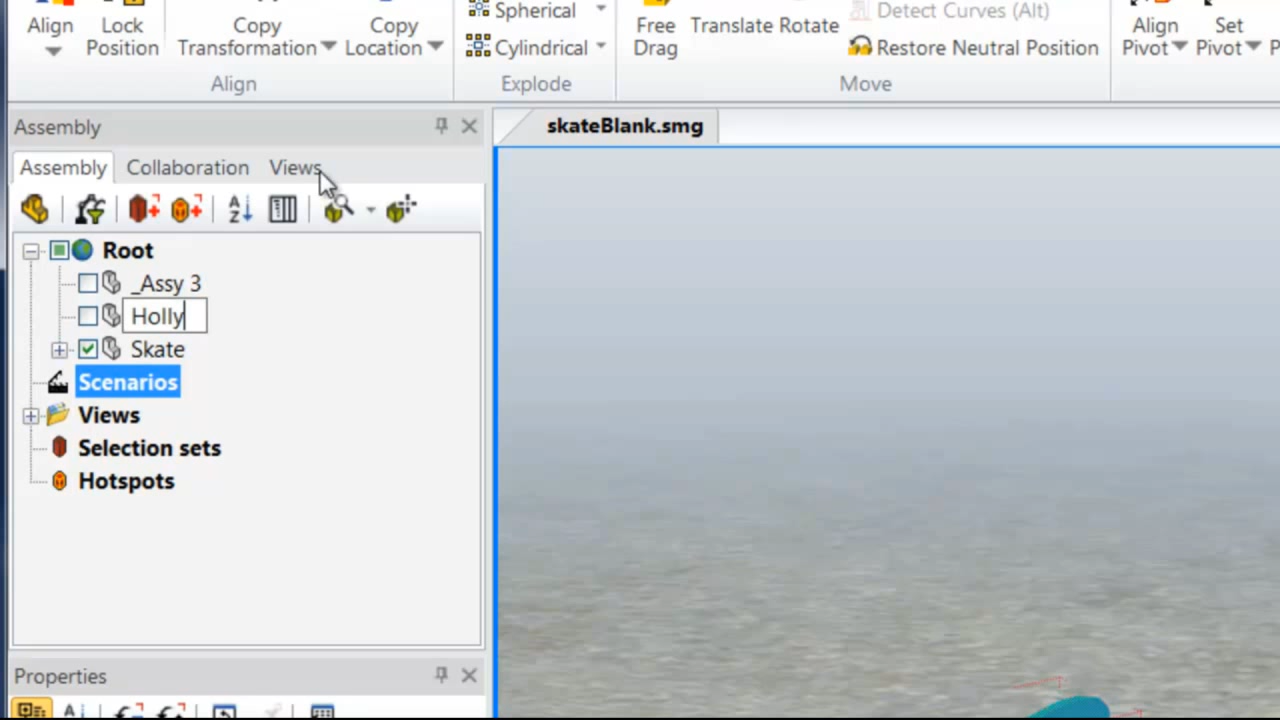 Align
Lock Position
Copy Transformation
Copy Location
Align
Spherical
Cylindrical
Explode
Free Drag
Translate
Rotate
Detect Curves (Alt)
Restore Neutral Position
Move
Align Pivot
Set Pivot
Assembly
skateBlank.smg
Assembly
Collaboration
Views
Root
_Assy 3
Holly
Skate
Scenarios
Views
Selection sets
Hotspots
Properties